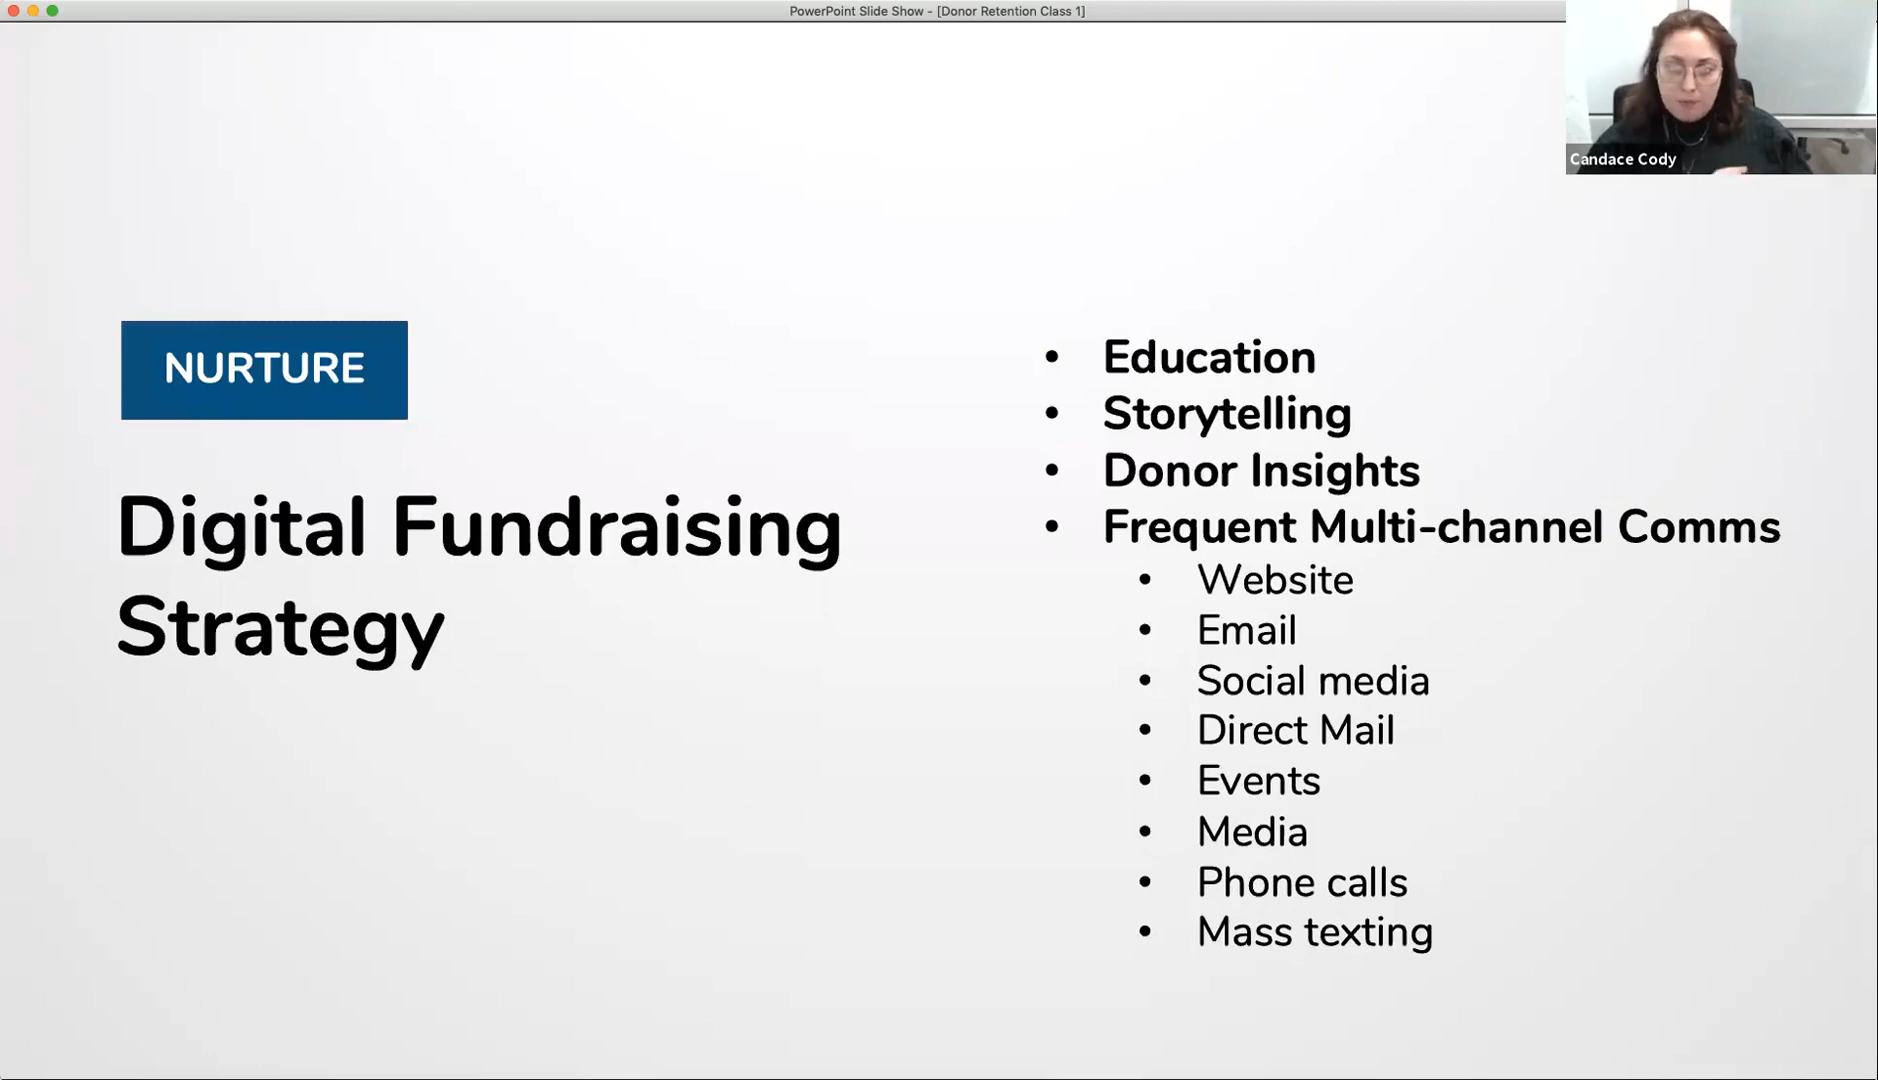 PowerPoint Slide Show - [Donor Retention Class 1]
Candace Cody
NURTURE
Digital Fundraising
Strategy
• Education
• Storytelling
• Donor Insights
• Frequent Multi-channel Comms
• Website
• Email
• Social media
• Direct Mail
• Events
• Media
• Phone calls
• Mass texting